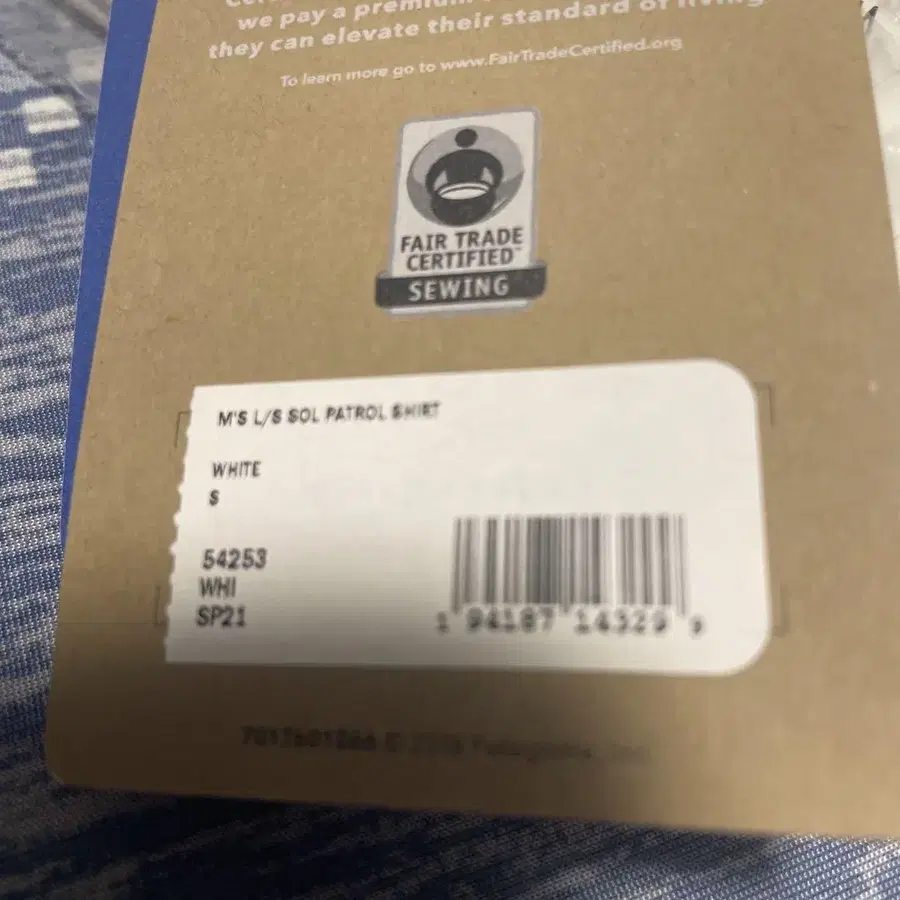 we pay a premium
they can elevate their standard of living
To learn more go to www.FairTradeCertified.org
FAIR TRADE
CERTIFIED™
SEWING
M'S L/S SOL PATROL SHIRT
WHITE
S
54253
WHI
SP21
1 94187 14329 9